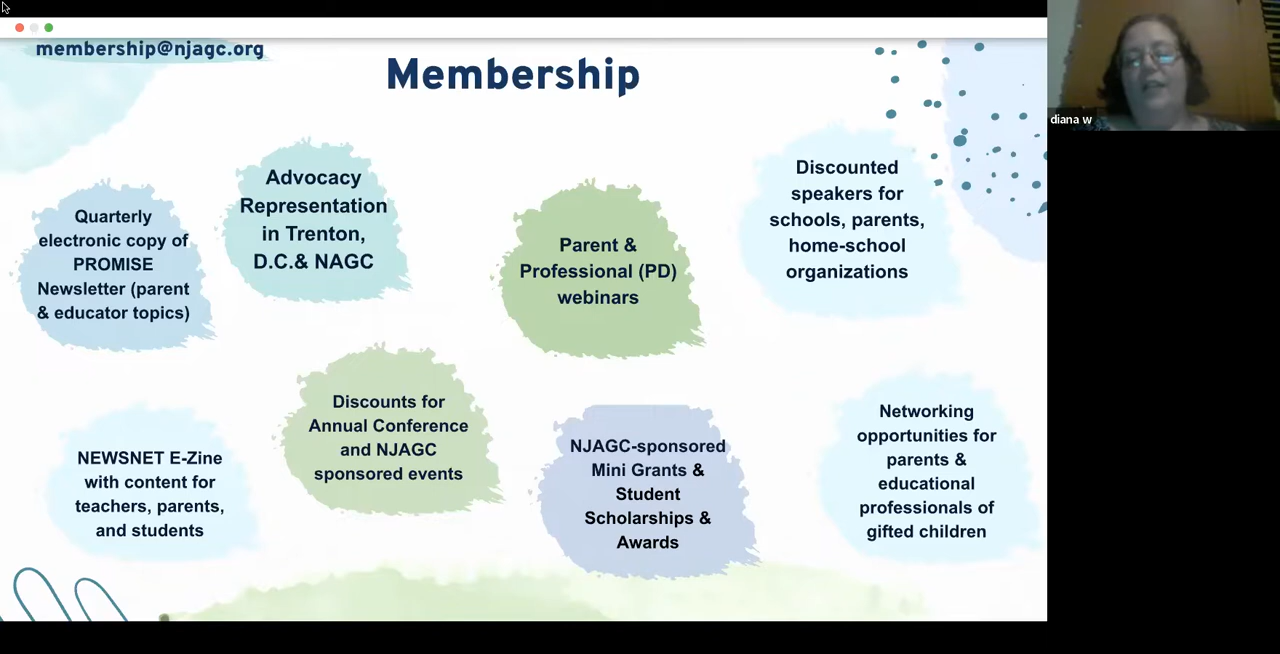 membership@njagc.org
Membership
diana w
Quarterly
electronic copy of
PROMISE
Newsletter (parent
& educator topics)
Advocacy
Representation
in Trenton,
D.C.& NAGC
Parent &
Professional (PD)
webinars
Discounted
speakers for
schools, parents,
home-school
organizations
NEWSNET E-Zine
with content for
teachers, parents,
and students
Discounts for
Annual Conference
and NJAGC
sponsored events
NJAGC-sponsored
Mini Grants &
Student
Scholarships &
Awards
Networking
opportunities for
parents &
educational
professionals of
gifted children